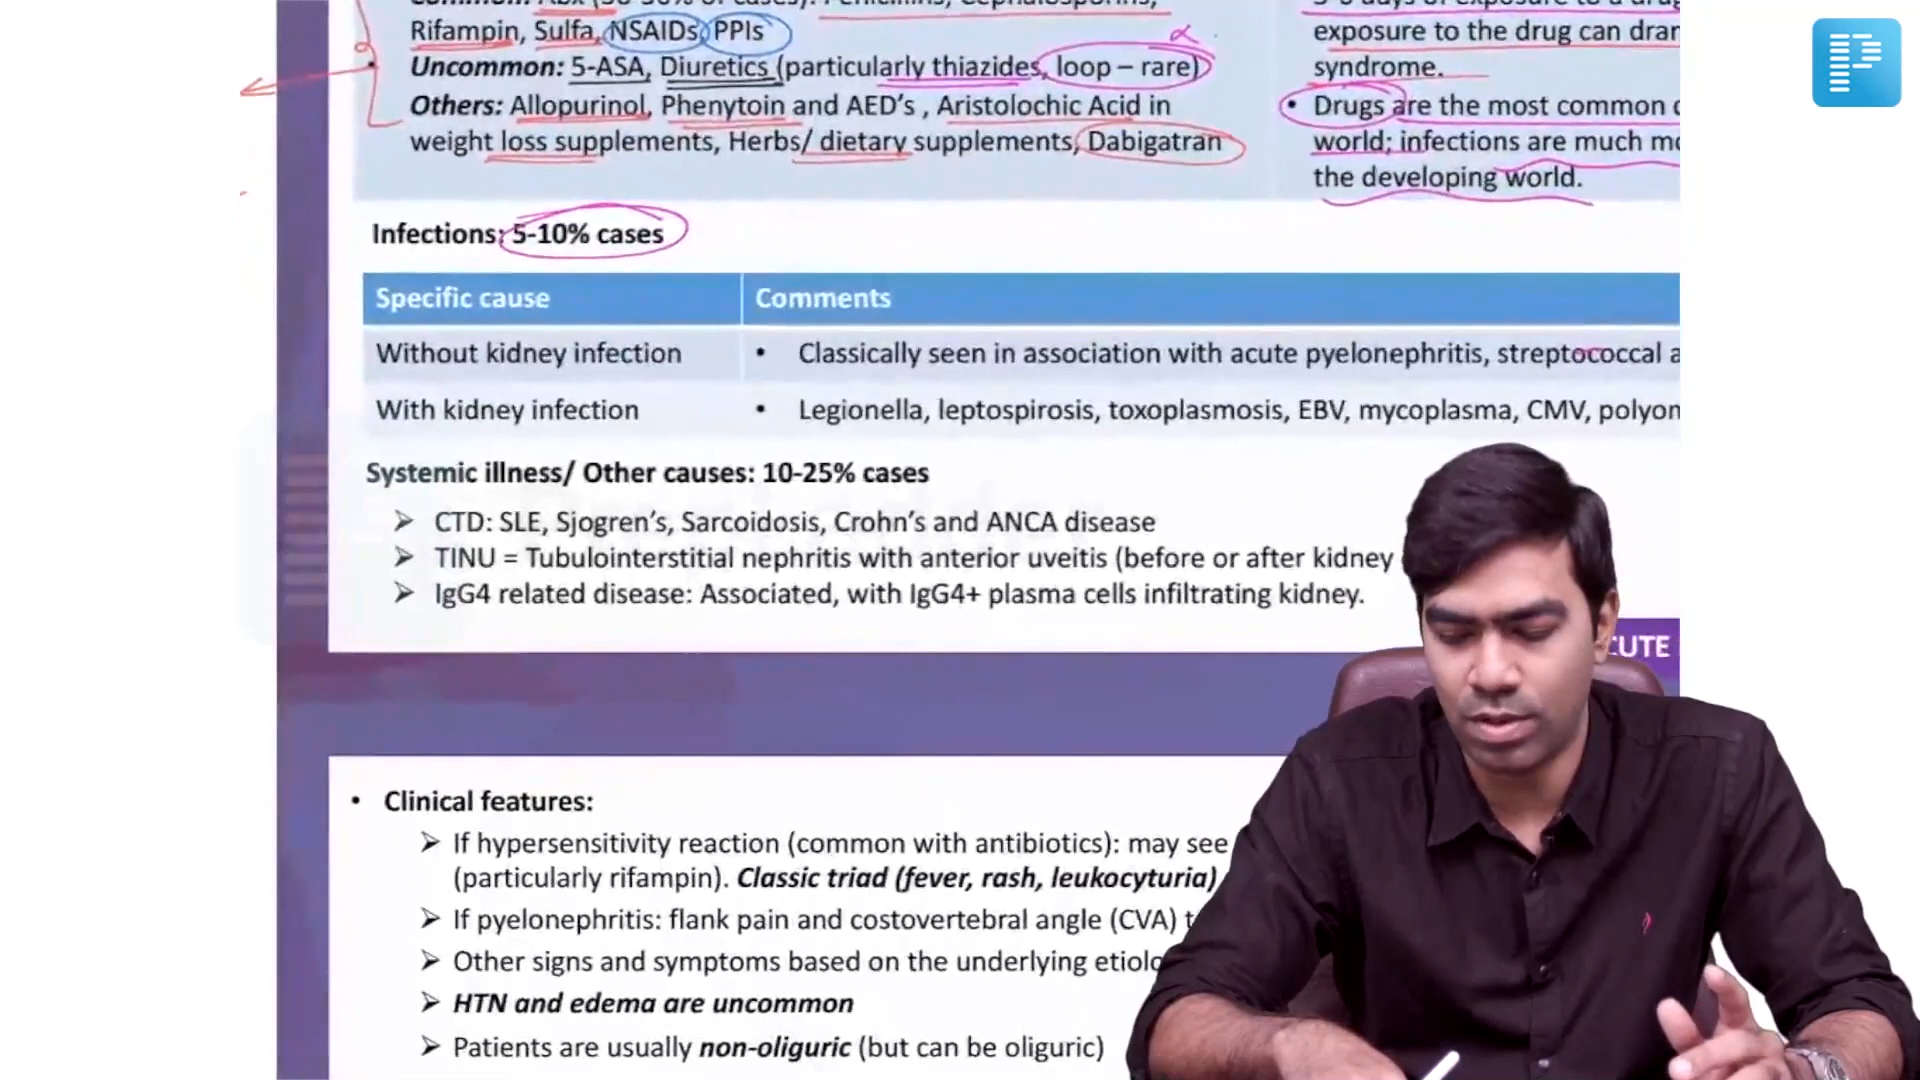 Rifampin, Sulfa, NSAIDs, PPIs
Uncommon: 5-ASA, Diuretics (particularly thiazides, loop – rare)
Others: Allopurinol, Phenytoin and AED's , Aristolochic Acid in
weight loss supplements, Herbs/ dietary supplements, Dabigatran
exposure to the drug can
syndrome.
• Drugs are the most common
world; infections are much
the developing world.
Infections: 5-10% cases
Specific cause Comments
Without kidney infection • Classically seen in association with acute pyelonephritis, streptococcal
With kidney infection • Legionella, leptospirosis, toxoplasmosis, EBV, mycoplasma, CMV,
Systemic illness/ Other causes: 10-25% cases
➢ CTD: SLE, Sjogren's, Sarcoidosis, Crohn's and ANCA disease
➢ TINU = Tubulointerstitial nephritis with anterior uveitis (before or after kidney
➢ IgG4 related disease: Associated, with IgG4+ plasma cells infiltrating kidney.
• Clinical features:
➢ If hypersensitivity reaction (common with antibiotics): may see
(particularly rifampin). Classic triad (fever, rash, leukocyturia)
➢ If pyelonephritis: flank pain and costovertebral angle (CVA)
➢ Other signs and symptoms based on the underlying
➢ HTN and edema are uncommon
➢ Patients are usually non-oliguric (but can be oliguric)